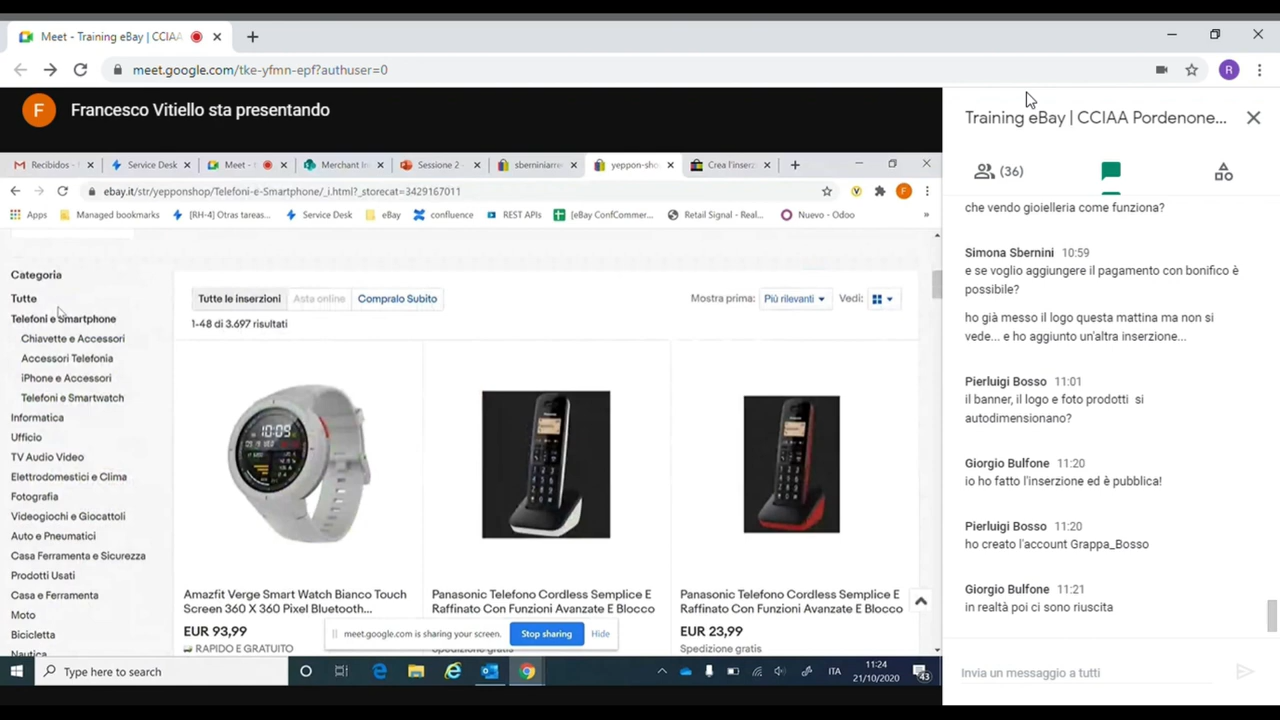 Meet - Training eBay | CCIAA
meet.google.com/tke-yfmn-epf?authuser=0
R
F
Francesco Vitiello sta presentando
Training eBay | CCIAA Pordenone...
(36)
Recibidos -
Service Desk
Meet -
Merchant In
Sessione 2 -
sberniniarre
yeppon-sho
Crea l'inserz
ebay.it/str/yepponshop/Telefoni-e-Smartphone/_i.html?_storecat=3429167011
F
Apps
Managed bookmarks
[RH-4] Otras tareas...
Service Desk
eBay
confluence
REST APIs
[eBay ConfCommer...
Retail Signal - Real...
Nuevo - Odoo
»
Categoria
Tutte
Telefoni e Smartphone
Chiavette e Accessori
Accessori Telefonia
iPhone e Accessori
Telefoni e Smartwatch
Informatica
Ufficio
TV Audio Video
Elettrodomestici e Clima
Fotografia
Videogiochi e Giocattoli
Auto e Pneumatici
Casa Ferramenta e Sicurezza
Prodotti Usati
Casa e Ferramenta
Moto
Bicicletta
Nautica
Tutte le inserzioni
Asta online
Compralo Subito
Mostra prima:
Più rilevanti
Vedi:
1-48 di 3.697 risultati
10:09
Amazfit Verge Smart Watch Bianco Touch
Screen 360 X 360 Pixel Bluetooth...
EUR 93,99
RAPIDO E GRATUITO
Panasonic Telefono Cordless Semplice E
Raffinato Con Funzioni Avanzate E Blocco
Spedizione gratis
Panasonic Telefono Cordless Semplice E
Raffinato Con Funzioni Avanzate E Blocco
EUR 23,99
Spedizione gratis
meet.google.com is sharing your screen.
Stop sharing
Hide
Type here to search
ITA
11:24
21/10/2020
43
che vendo gioielleria come funziona?
Simona Sbernini 10:59
e se voglio aggiungere il pagamento con bonifico è
possibile?
ho già messo il logo questa mattina ma non si
vede... e ho aggiunto un'altra inserzione...
Pierluigi Bosso 11:01
il banner, il logo e foto prodotti si
autodimensionano?
Giorgio Bulfone 11:20
io ho fatto l'inserzione ed è pubblica!
Pierluigi Bosso 11:20
ho creato l'account Grappa_Bosso
Giorgio Bulfone 11:21
in realtà poi ci sono riuscita
Invia un messaggio a tutti